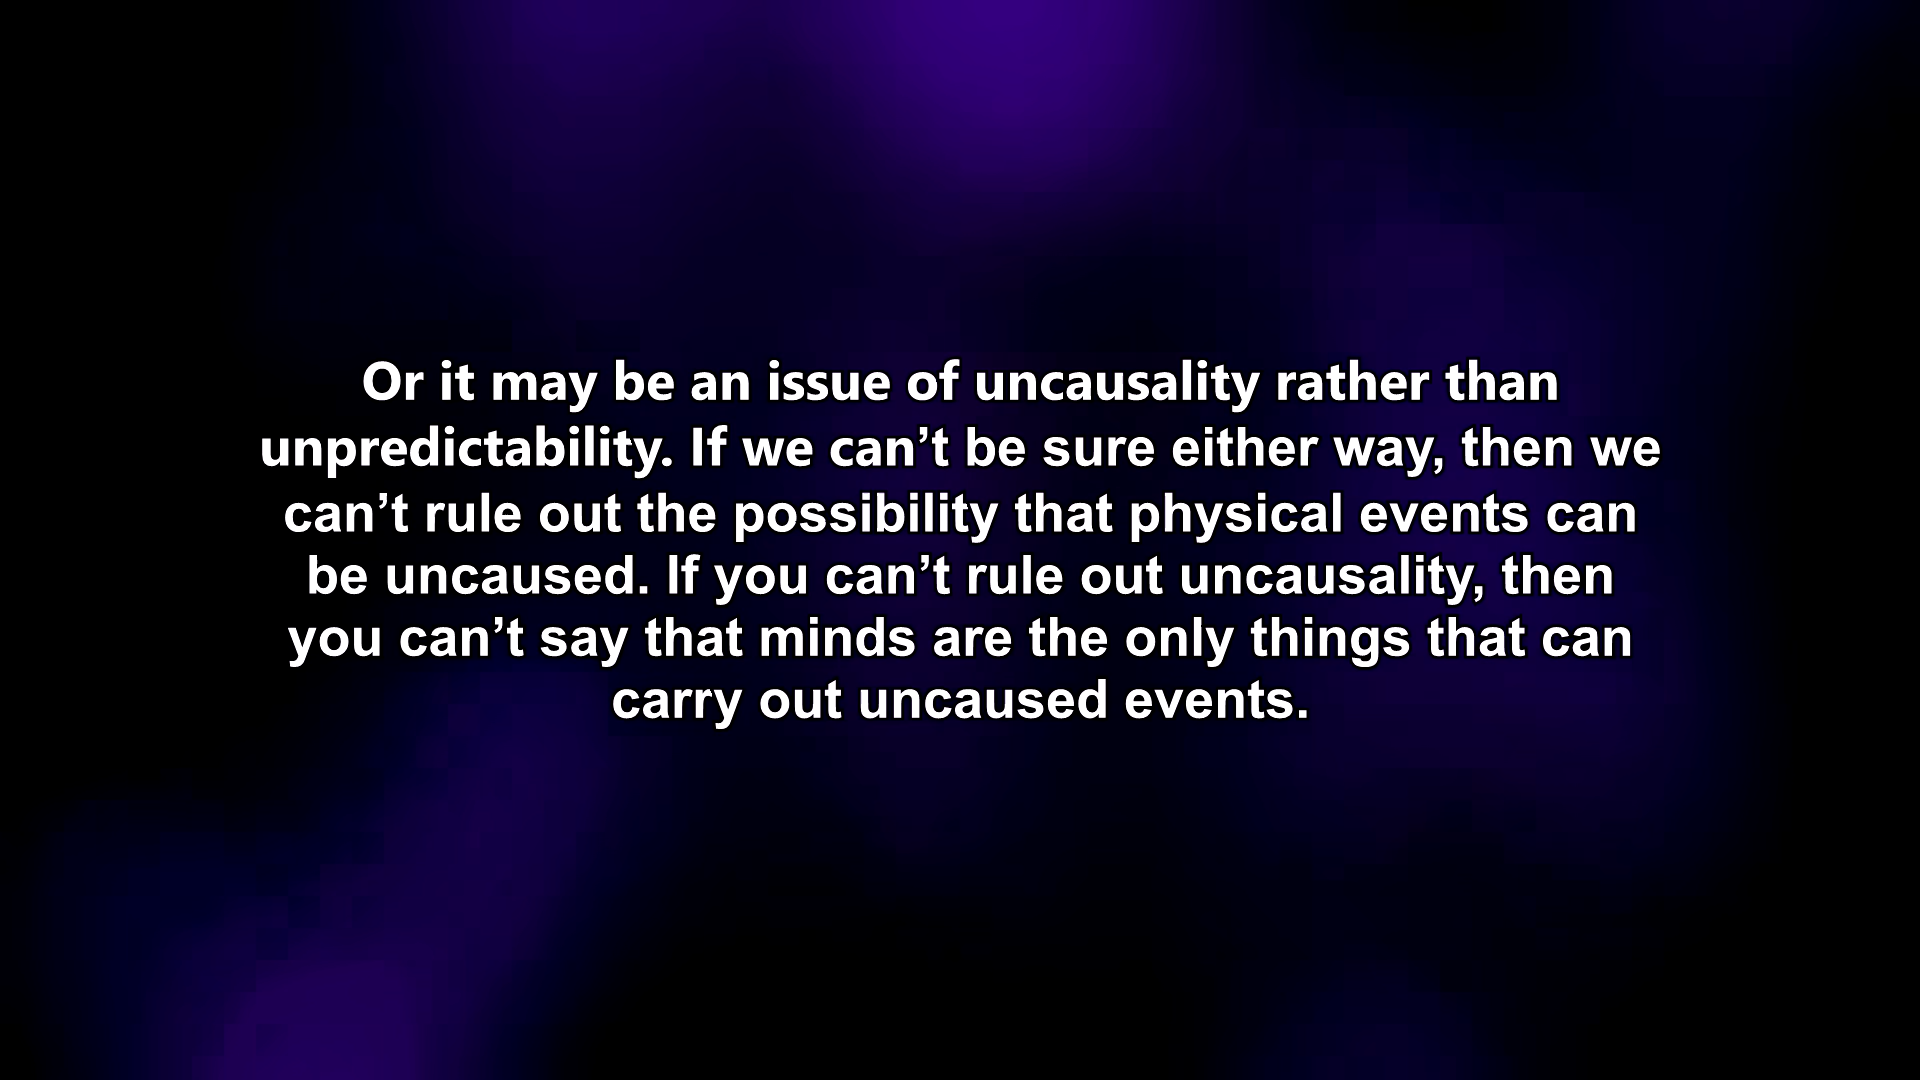 Or it may be an issue of uncausality rather than
unpredictability. If we can’t be sure either way, then we
can’t rule out the possibility that physical events can
be uncaused. If you can’t rule out uncausality, then
you can’t say that minds are the only things that can
carry out uncaused events.